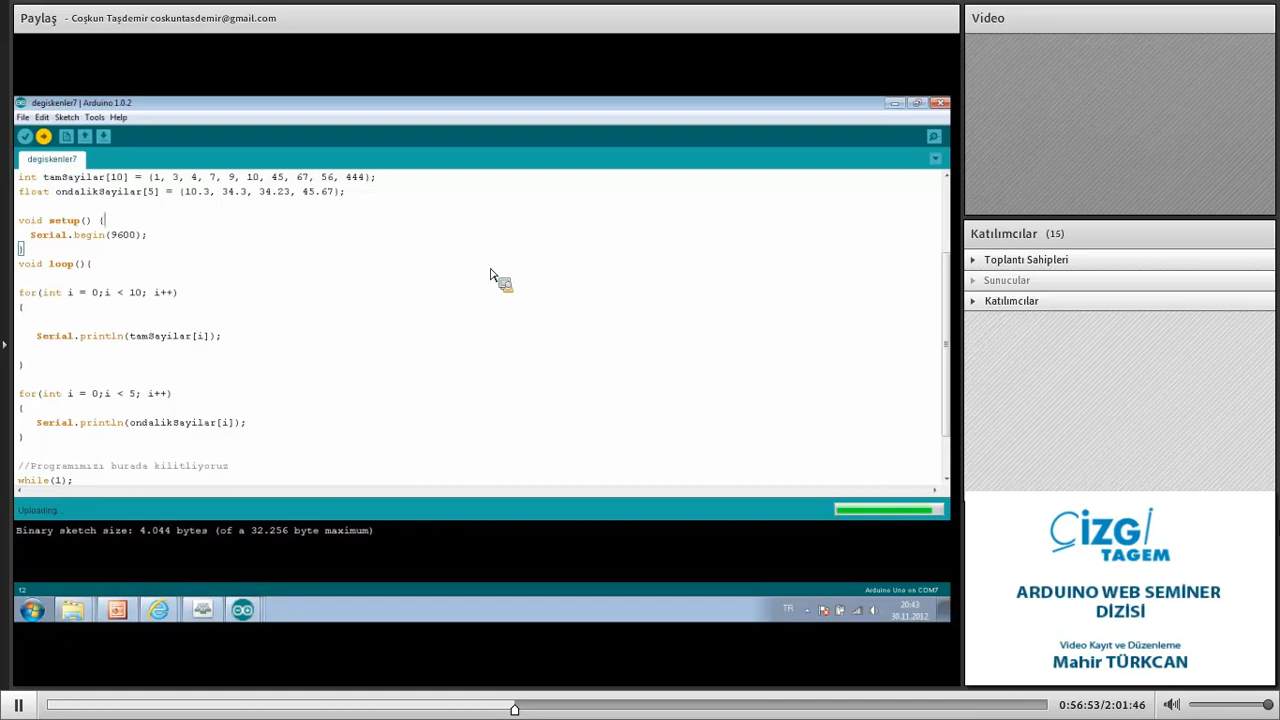 Paylaş - Coşkun Taşdemir coskuntasdemir@gmail.com
degiskenler7 | Arduino 1.0.2
File Edit Sketch Tools Help
degiskenler7
int tamSayilar[10] = {1, 3, 4, 7, 9, 10, 45, 67, 56, 444};
float ondalikSayilar[5] = {10.3, 34.3, 34.23, 45.67};
void setup() {
Serial.begin(9600);
}
void loop(){
for(int i = 0;i < 10; i++)
{
Serial.println(tamSayilar[i]);
}
for(int i = 0;i < 5; i++)
{
Serial.println(ondalikSayilar[i]);
}
//Programımızı burada kilitliyoruz
while(1);
Uploading...
Binary sketch size: 4.044 bytes (of a 32.256 byte maximum)
12
Arduino Uno on COM7
TR
20:43
30.11.2012
Video
Katılımcılar (15)
Toplantı Sahipleri
Sunucular
Katılımcılar
ÇİZGİ
TAGEM
ARDUINO WEB SEMİNER
DİZİSİ
Video Kayıt ve Düzenleme
Mahir TÜRKCAN
0:56:53/2:01:46